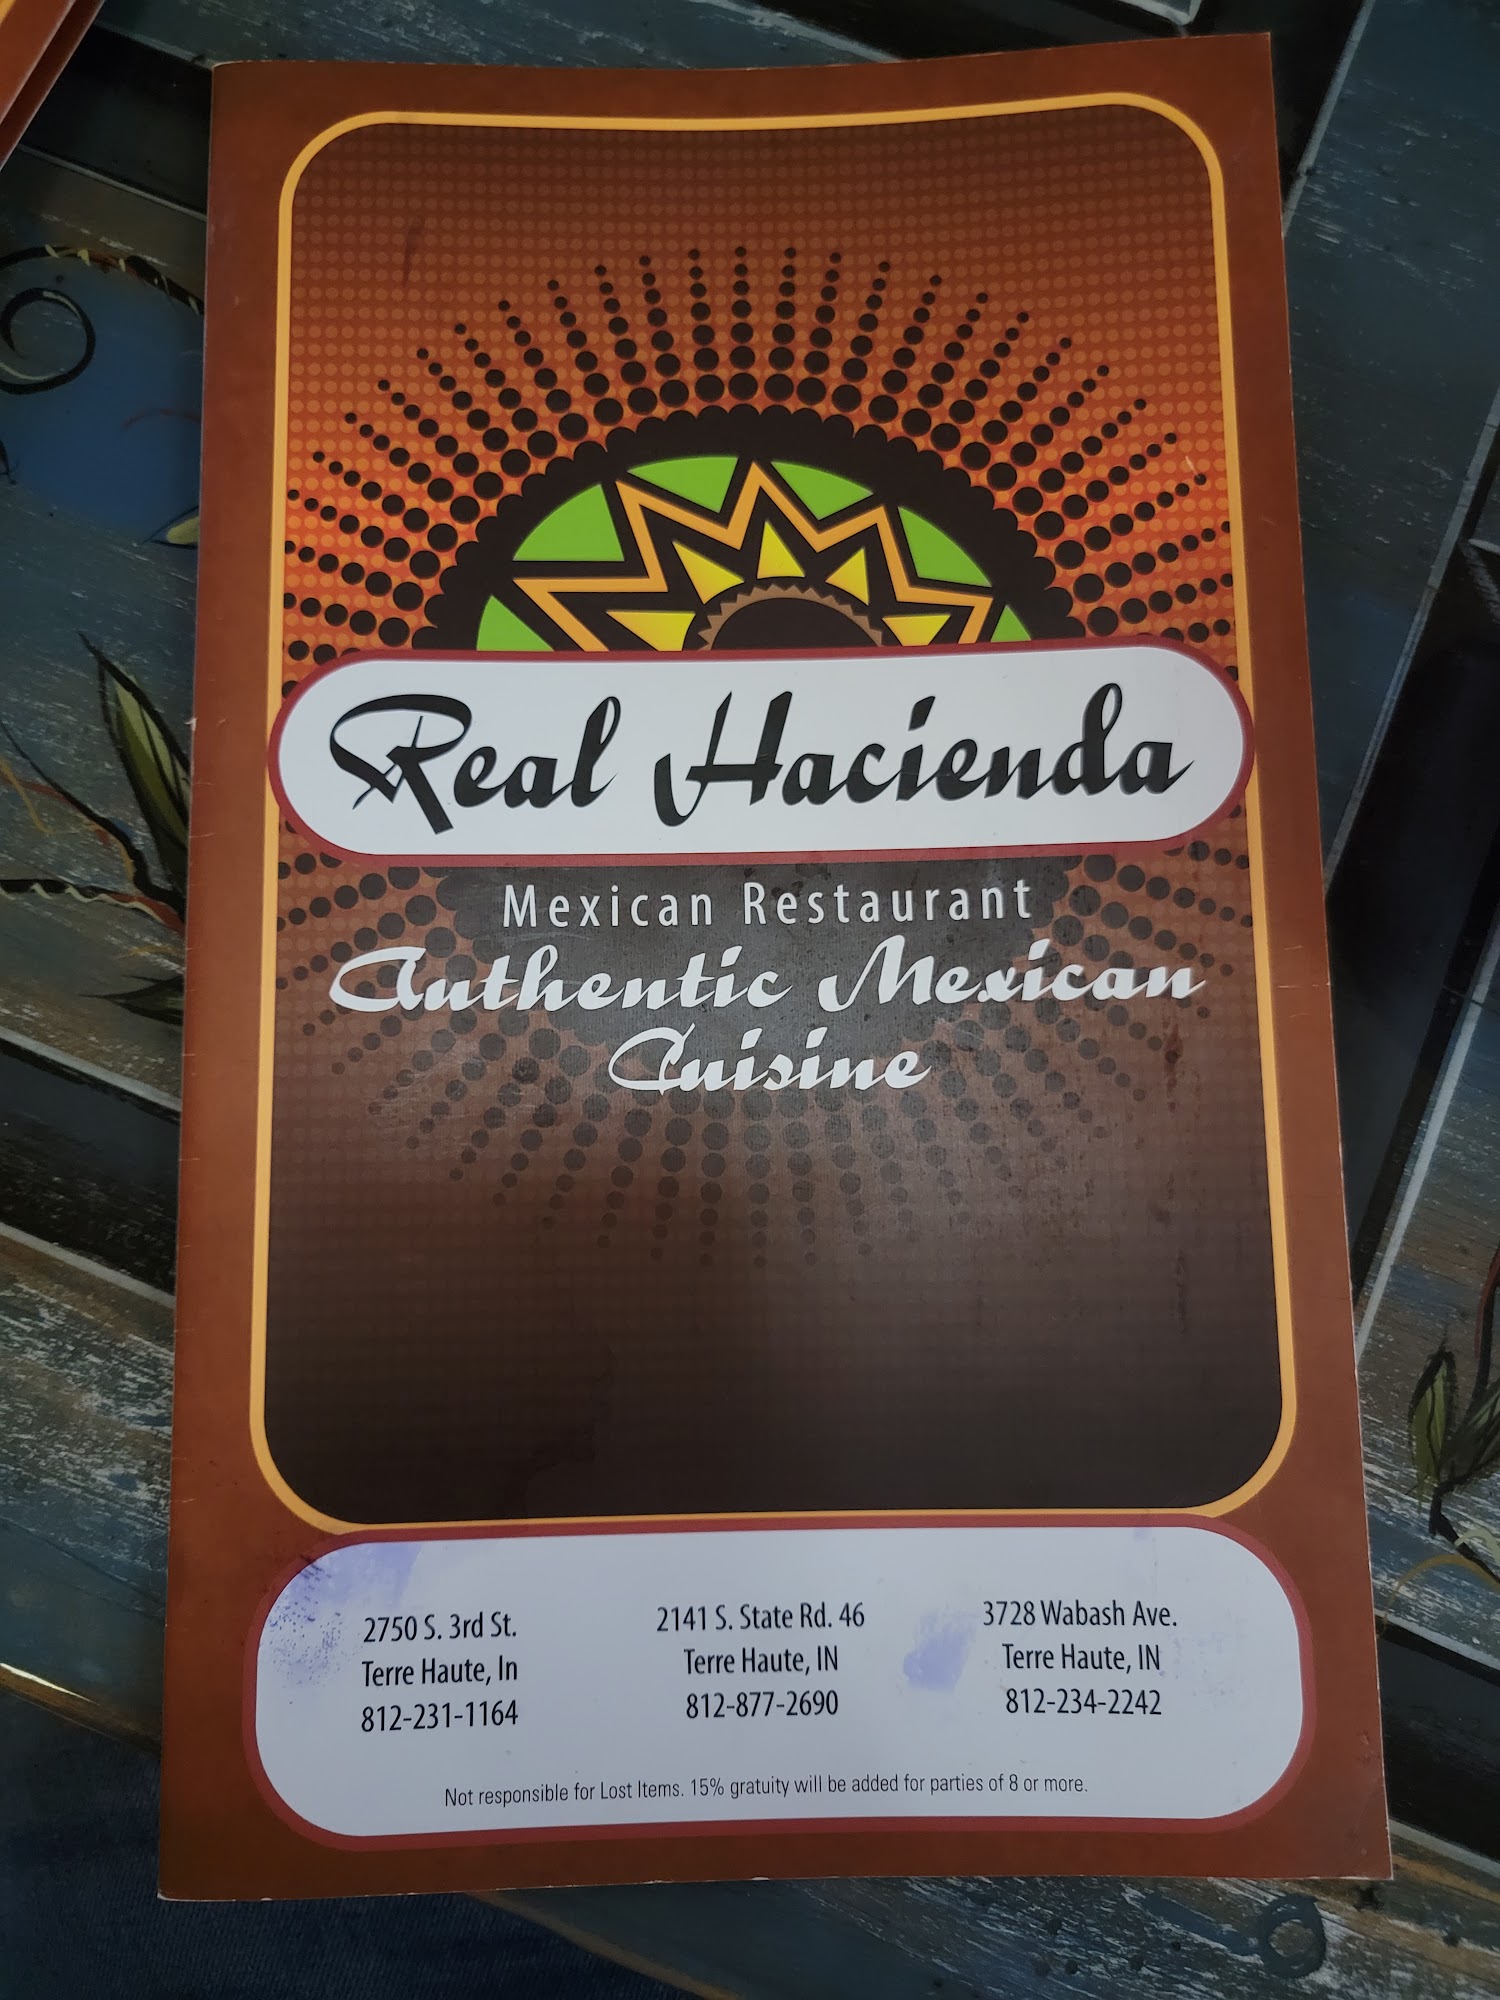 Real Hacienda
Mexican Restaurant
Authentic Mexican
Cuisine
2750 S. 3rd St.
Terre Haute, In
812-231-1164
2141 S. State Rd. 46
Terre Haute, IN
812-877-2690
3728 Wabash Ave.
Terre Haute, IN
812-234-2242
Not responsible for Lost Items. 15% gratuity will be added for parties of 8 or more.